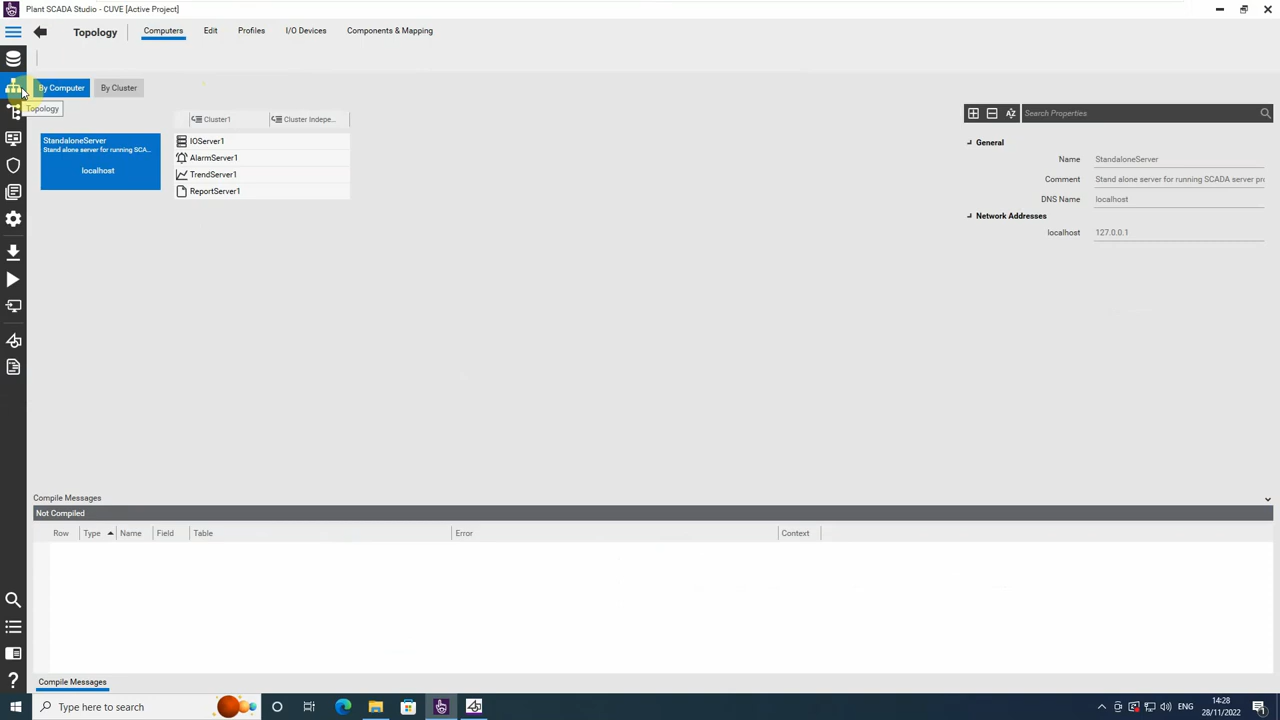 Plant SCADA Studio - CUVE [Active Project]
Topology
Computers
Edit
Profiles
I/O Devices
Components & Mapping
By Computer
By Cluster
Topology
Cluster1
Cluster Indepe...
Search Properties
StandaloneServer
Stand alone server for running SCA...
localhost
IOServer1
AlarmServer1
TrendServer1
ReportServer1
General
Name StandaloneServer
Comment Stand alone server for running SCADA server pro
DNS Name localhost
Network Addresses
localhost 127.0.0.1
Compile Messages
Not Compiled
Row Type Name Field Table Error Context
Compile Messages
Type here to search
ENG
14:28
28/11/2022